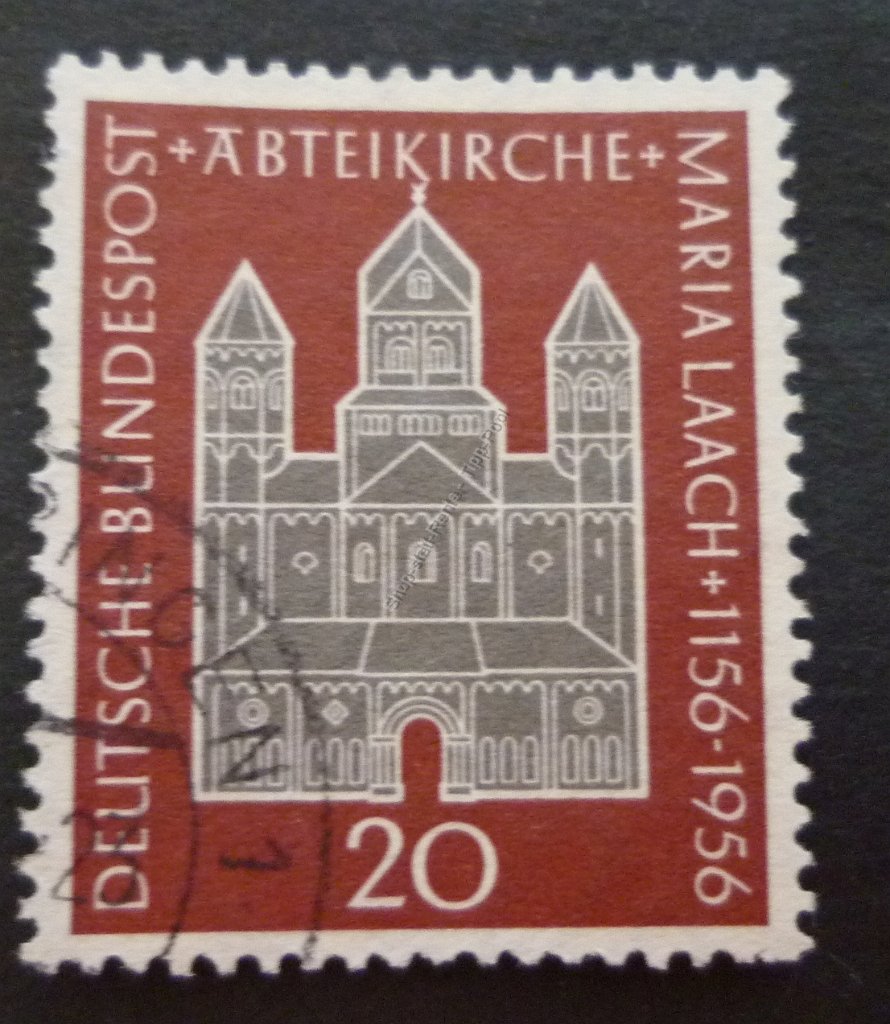 DEUTSCHE BUNDESPOST
+ABTEIKIRCHE+
MARIA LAACH+1156-1956
20